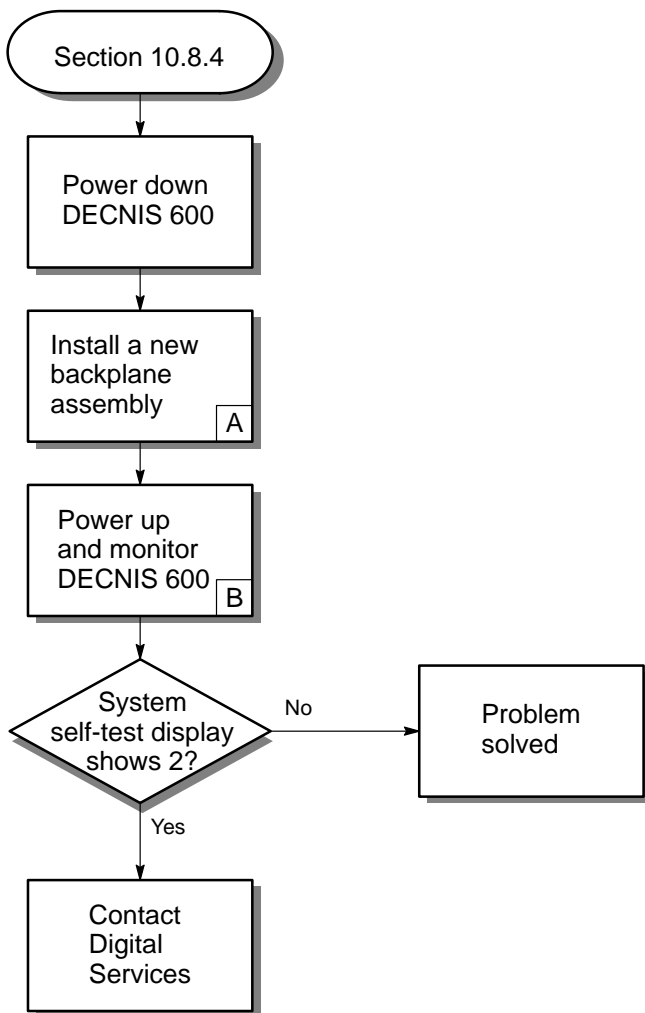 Section 10.8.4
Power down
DECNIS 600
Install a new
backplane
assembly
A
Power up
and monitor
DECNIS 600
B
System
self-test display
shows 2?
No
Problem
solved
Yes
Contact
Digital
Services